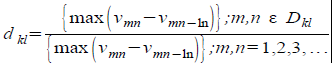 d_{kl} = \frac{\{max(v_{mn}-v_{mn-1n})\};m,n ε D_{kl}}{\{max(v_{mn}-v_{mn-1n})\};m,n=1,2,3,...}